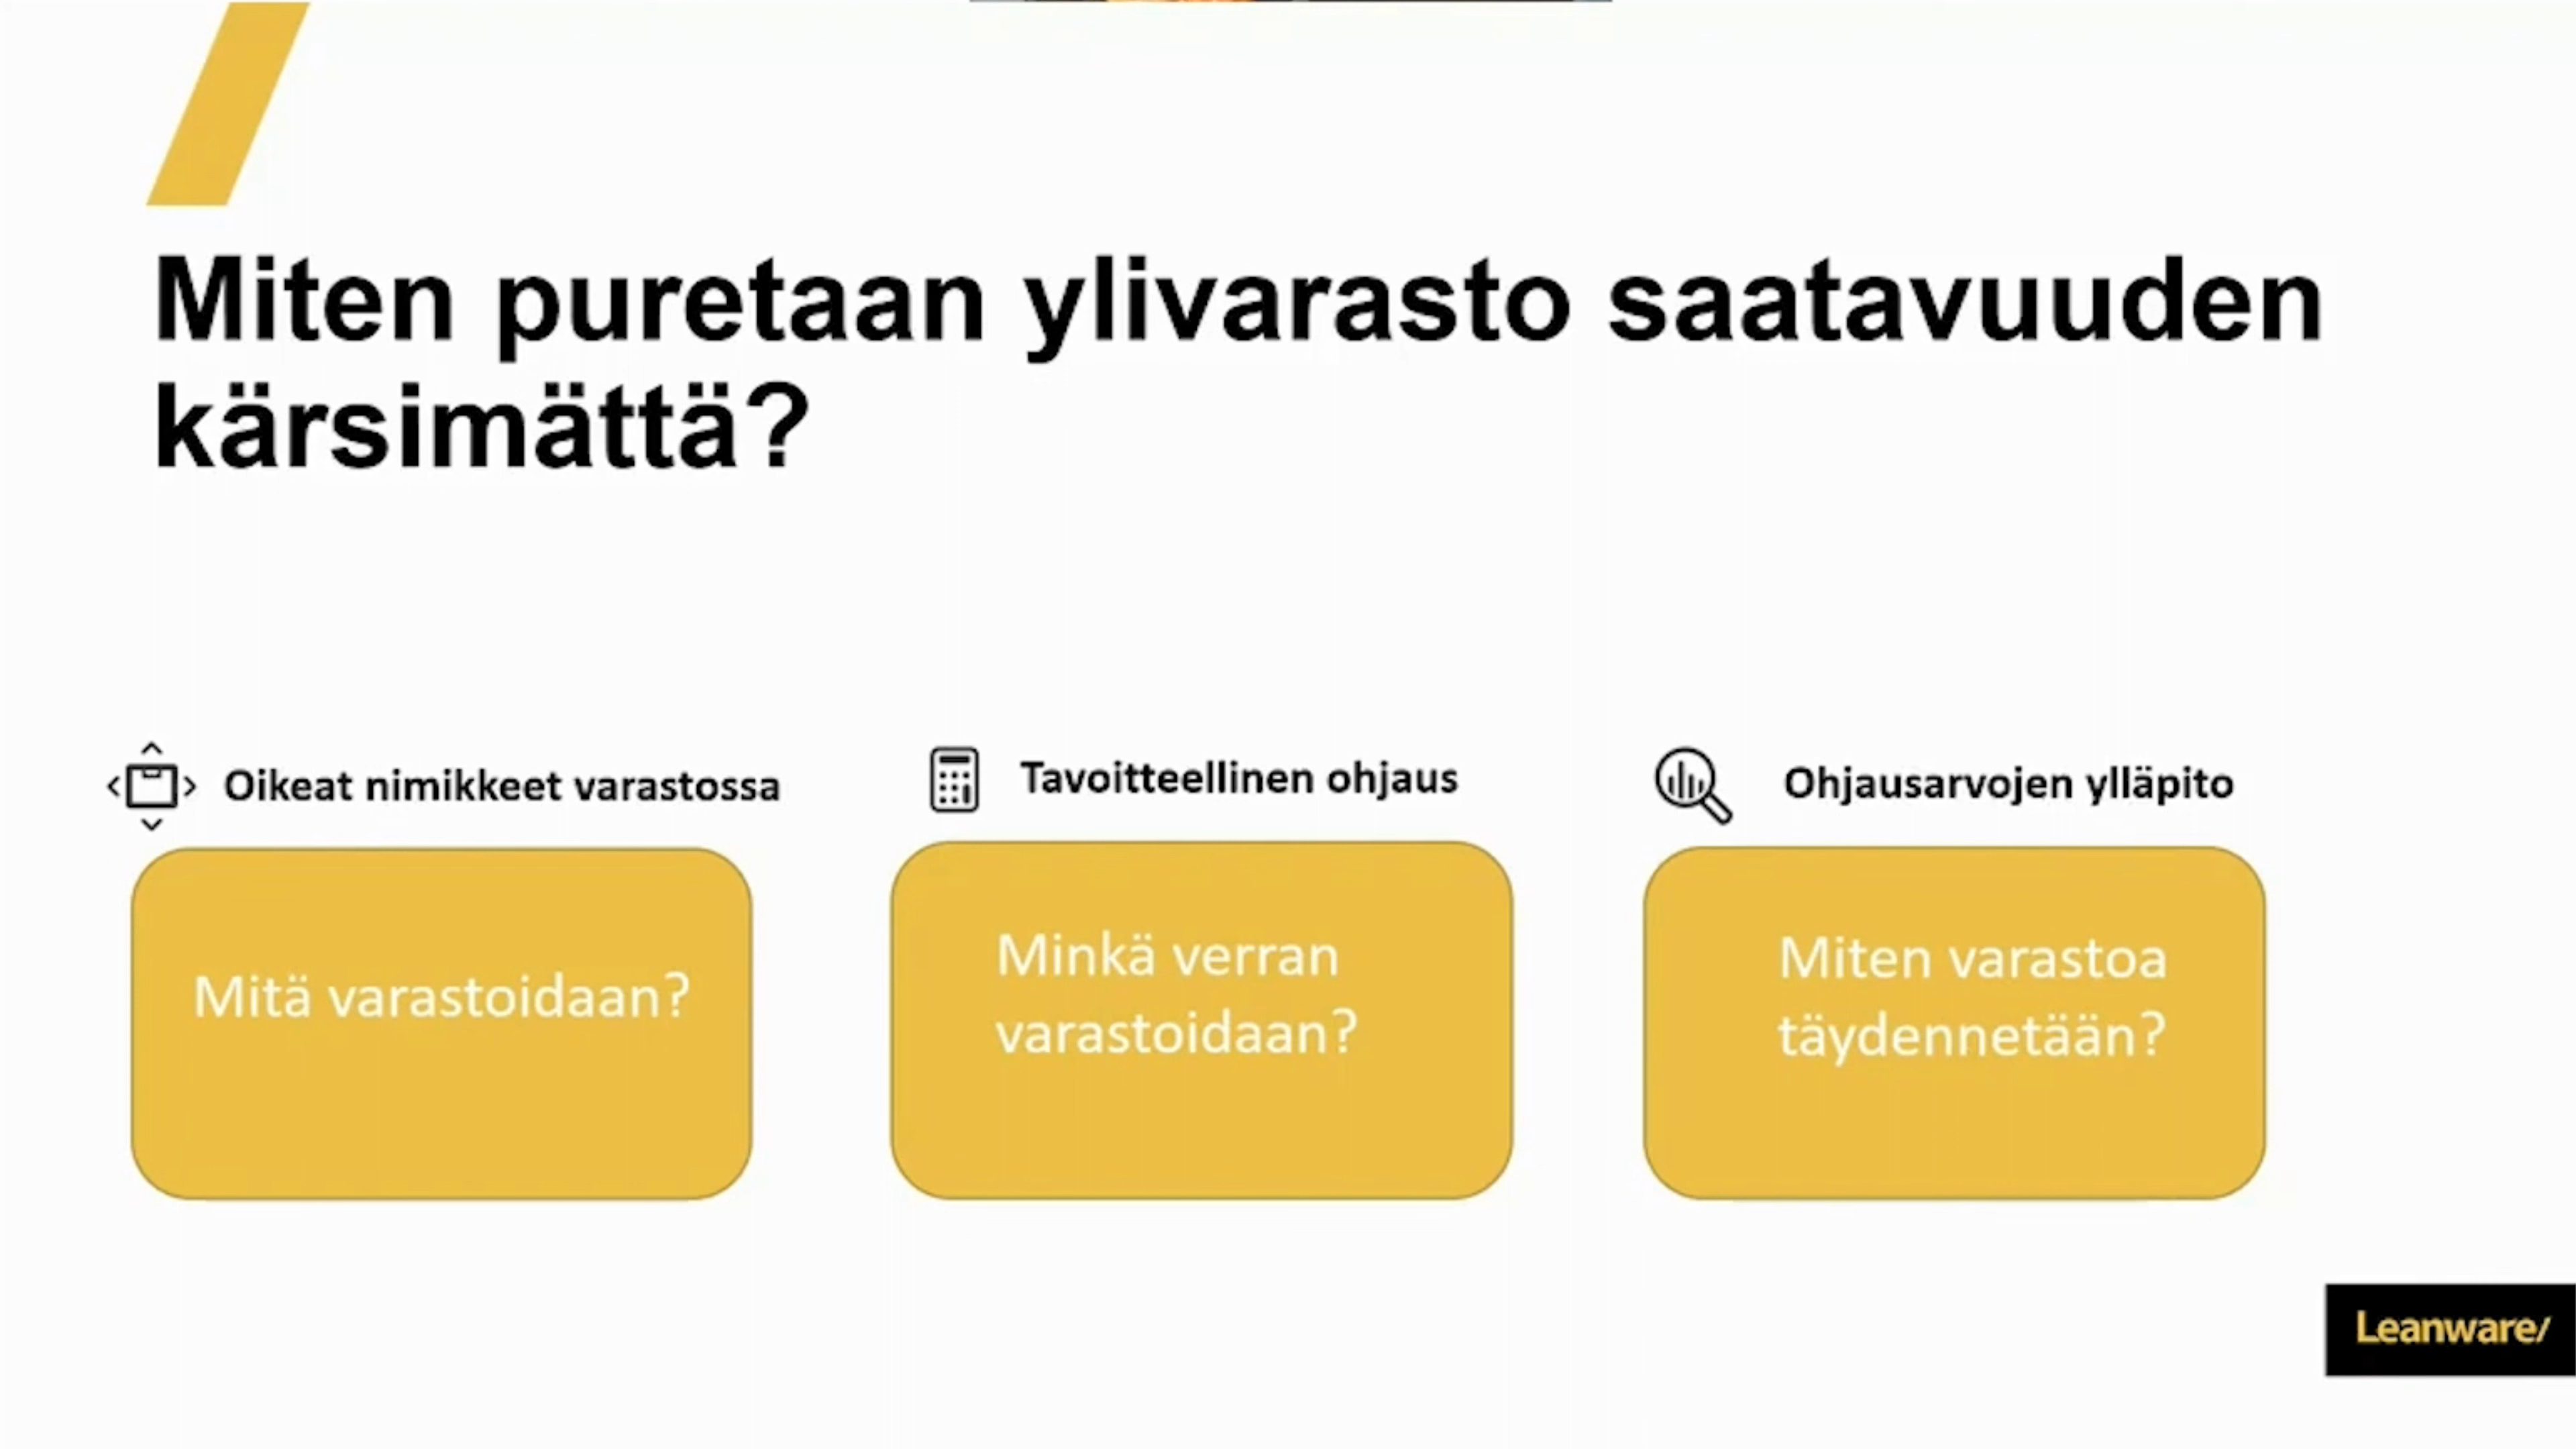 Miten puretaan ylivarasto saatavuuden
kärsimättä?
Oikeat nimikkeet varastossa
Mitä varastoidaan?
Tavoitteellinen ohjaus
Minkä verran
varastoidaan?
Ohjausarvojen ylläpito
Miten varastoa
täydennetään?
Leanware/